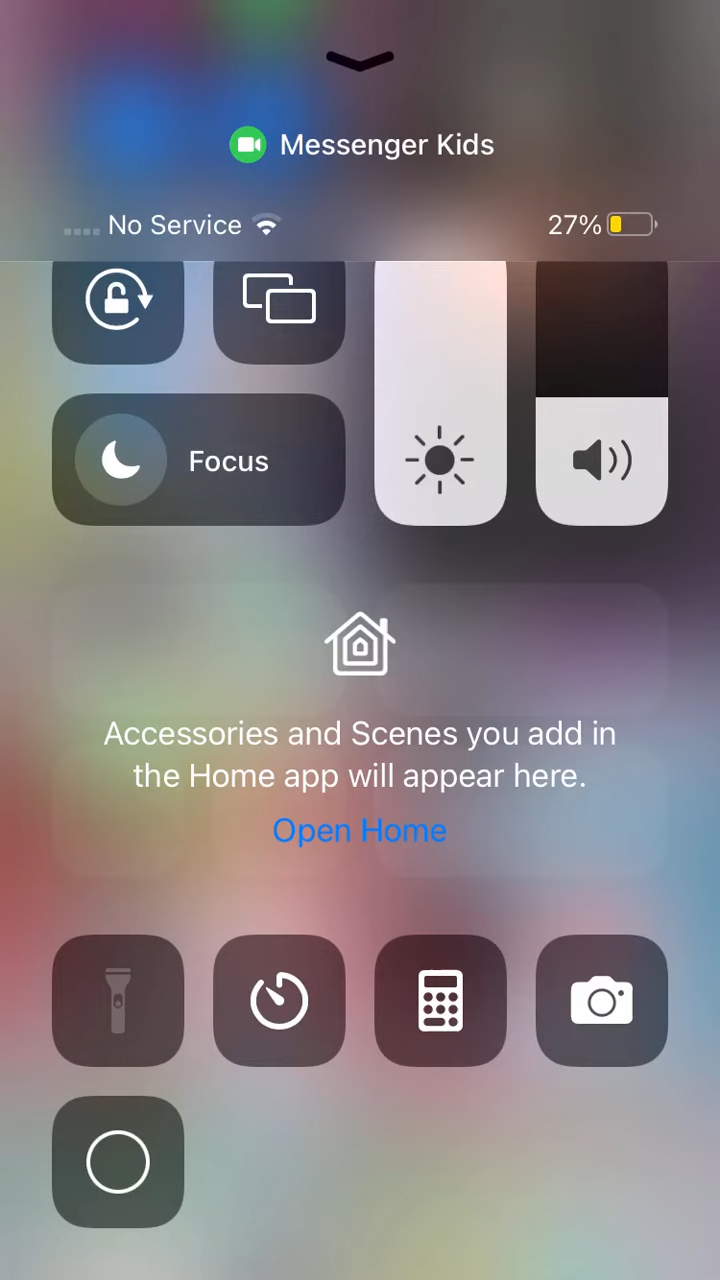 Messenger Kids
No Service 27%
Focus
Accessories and Scenes you add in
the Home app will appear here.
Open Home